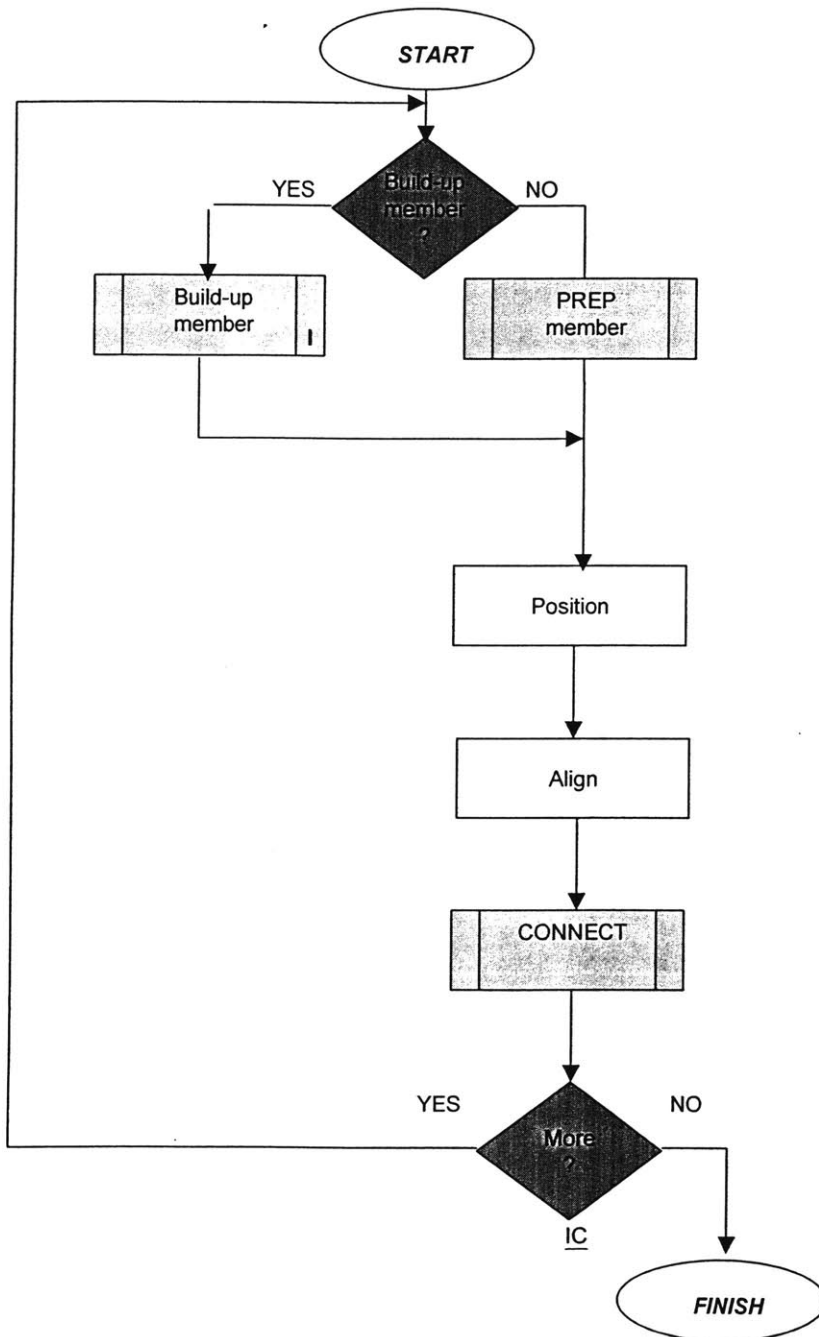 START
YES
Build-up
member
?
NO
Build-up
member
I
PREP
member
Position
Align
CONNECT
YES
More
?
NO
IC
FINISH